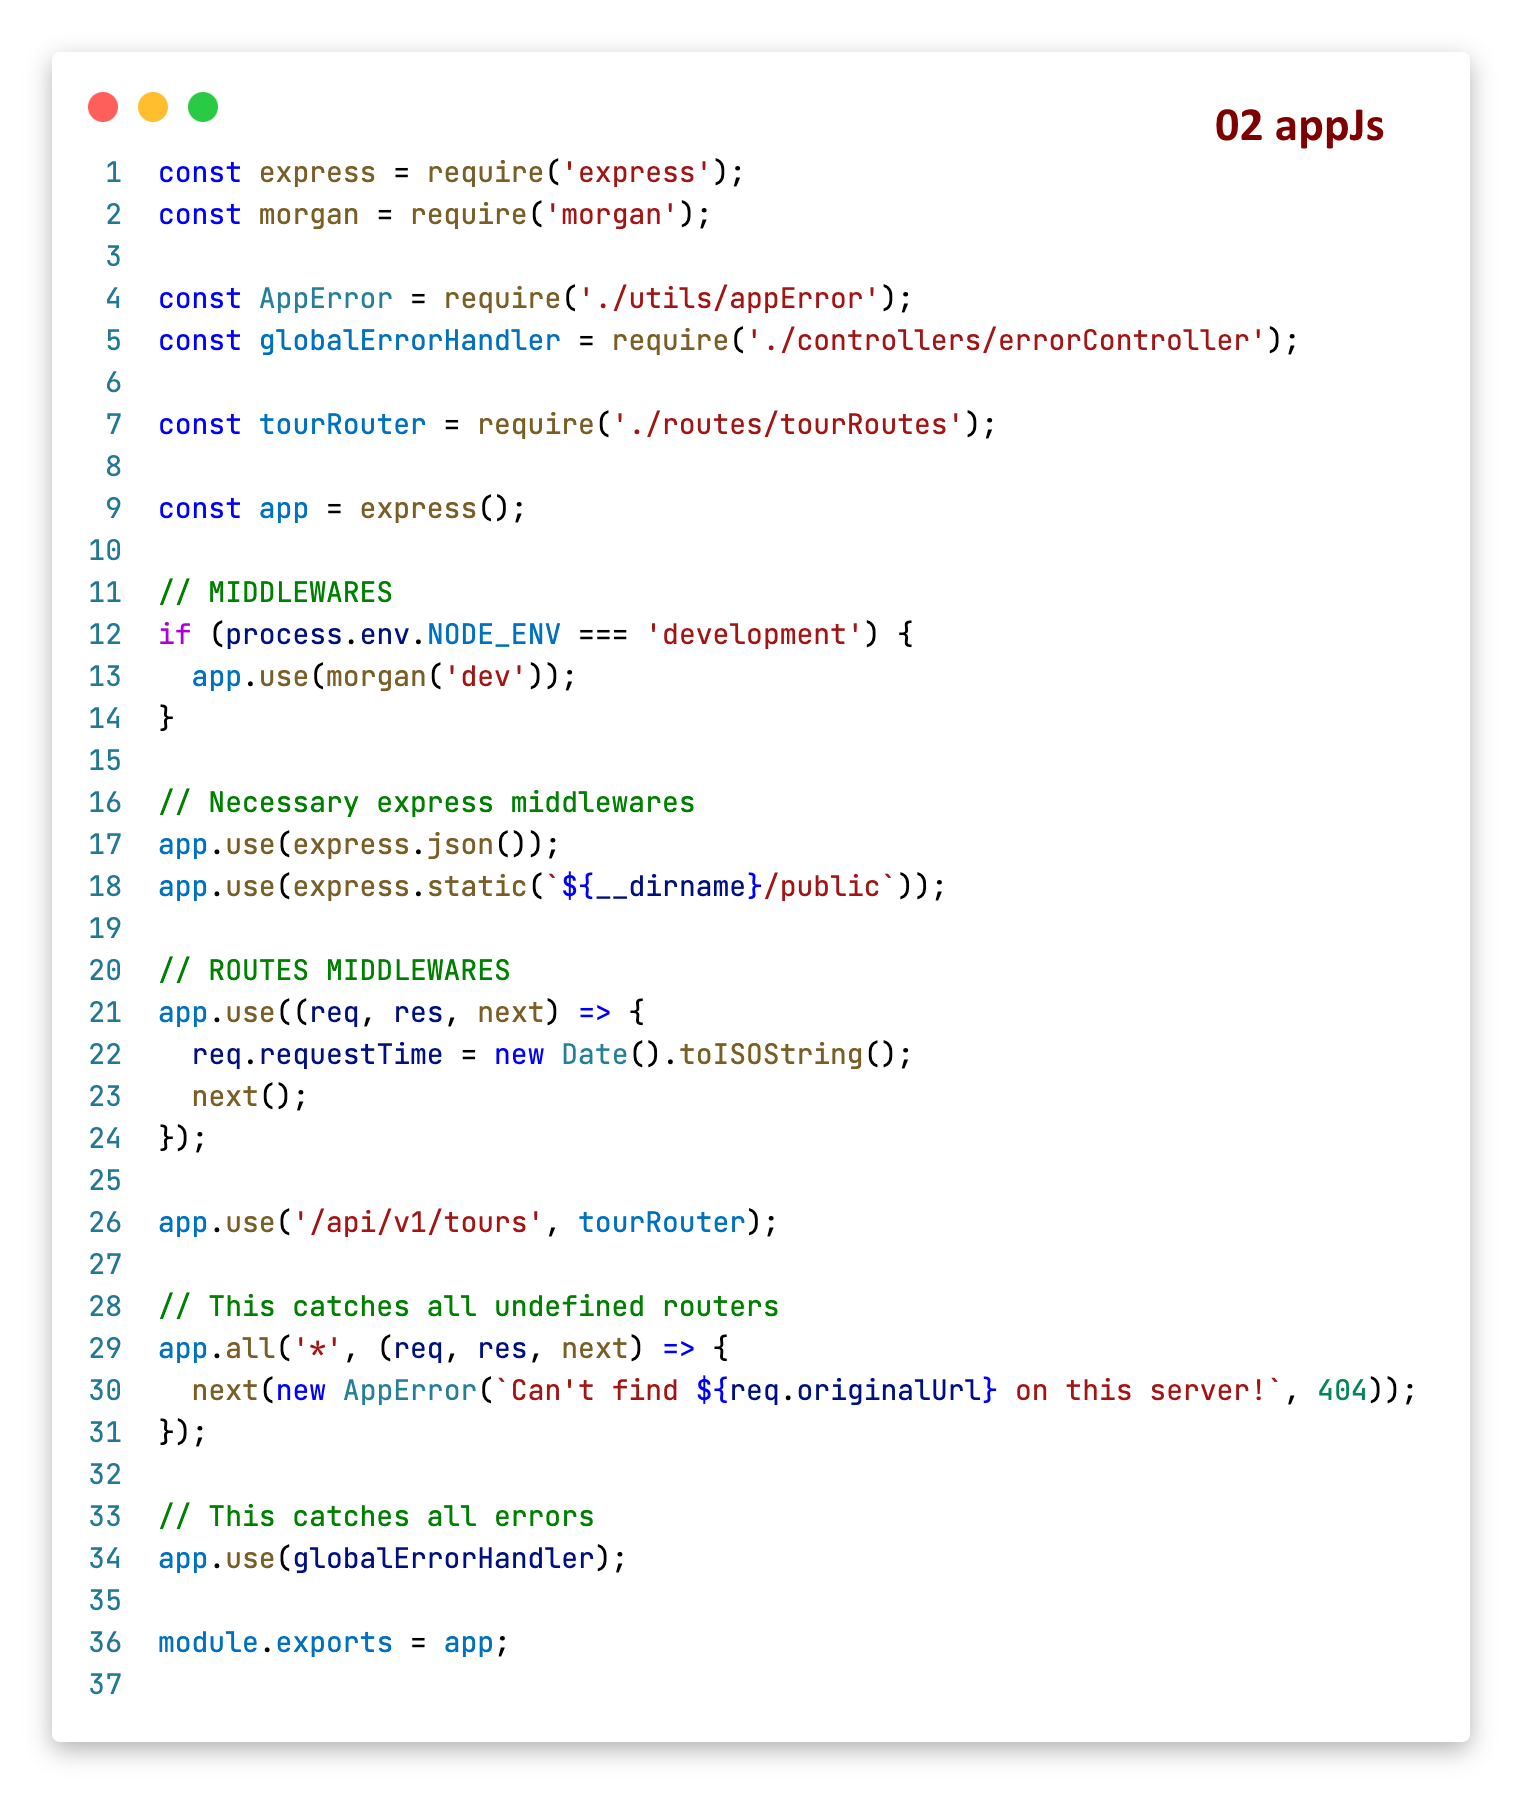 02 appJs
1 const express = require('express');
2 const morgan = require('morgan');
3
4 const AppError = require('./utils/appError');
5 const globalErrorHandler = require('./controllers/errorController');
6
7 const tourRouter = require('./routes/tourRoutes');
8
9 const app = express();
10
11 // MIDDLEWARES
12 if (process.env.NODE_ENV === 'development') {
13   app.use(morgan('dev'));
14 }
15
16 // Necessary express middlewares
17 app.use(express.json());
18 app.use(express.static(`${__dirname}/public`));
19
20 // ROUTES MIDDLEWARES
21 app.use((req, res, next) => {
22   req.requestTime = new Date().toISOString();
23   next();
24 });
25
26 app.use('/api/v1/tours', tourRouter);
27
28 // This catches all undefined routers
29 app.all('*', (req, res, next) => {
30   next(new AppError(`Can't find ${req.originalUrl} on this server!`, 404));
31 });
32
33 // This catches all errors
34 app.use(globalErrorHandler);
35
36 module.exports = app;
37